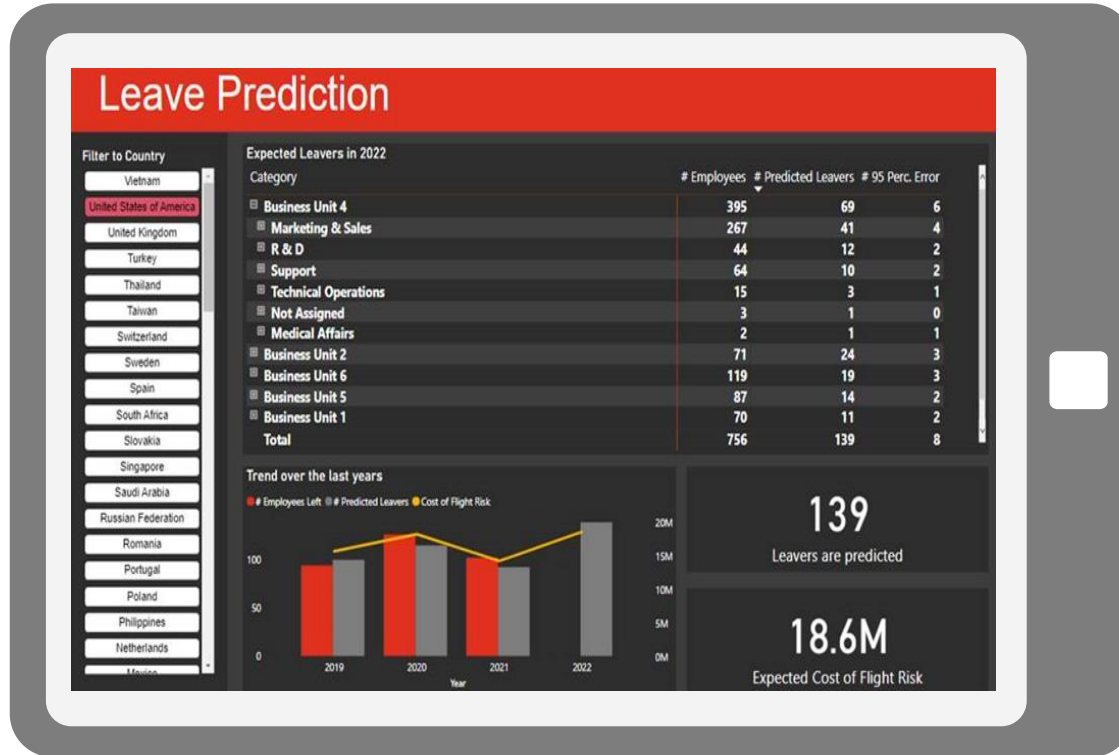 Leave Prediction
Filter to Country
Vietnam
United States of America
United Kingdom
Turkey
Thailand
Taiwan
Switzerland
Sweden
Spain
South Africa
Slovakia
Singapore
Saudi Arabia
Russian Federation
Romania
Portugal
Poland
Philippines
Netherlands
Mexico
Expected Leavers in 2022
Category # Employees # Predicted Leavers # 95 Perc. Error
Business Unit 4 395 69 6
Marketing & Sales 267 41 4
R & D 44 12 2
Support 64 10 2
Technical Operations 15 3 1
Not Assigned 3 1 0
Medical Affairs 2 1 1
Business Unit 2 71 24 3
Business Unit 6 119 19 3
Business Unit 5 87 14 2
Business Unit 1 70 11 2
Total 756 139 8
Trend over the last years
# Employees Left # Predicted Leavers Cost of Flight Risk
100
50
0
20M
15M
10M
5M
0M
2019 2020 2021 2022
Year
139
Leavers are predicted
18.6M
Expected Cost of Flight Risk